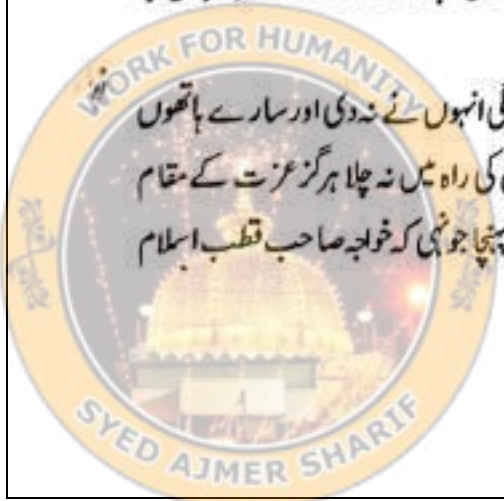 WORK FOR HUMANITY
لی انہوں نے نہ دی اور سارے ہاتھوں
کی راہ میں نہ چلا ہرگز عزت کے مقام
پہنچا جونہی کہ خواجہ صاحب قطب اسلام
SYED AJMER SHARIF